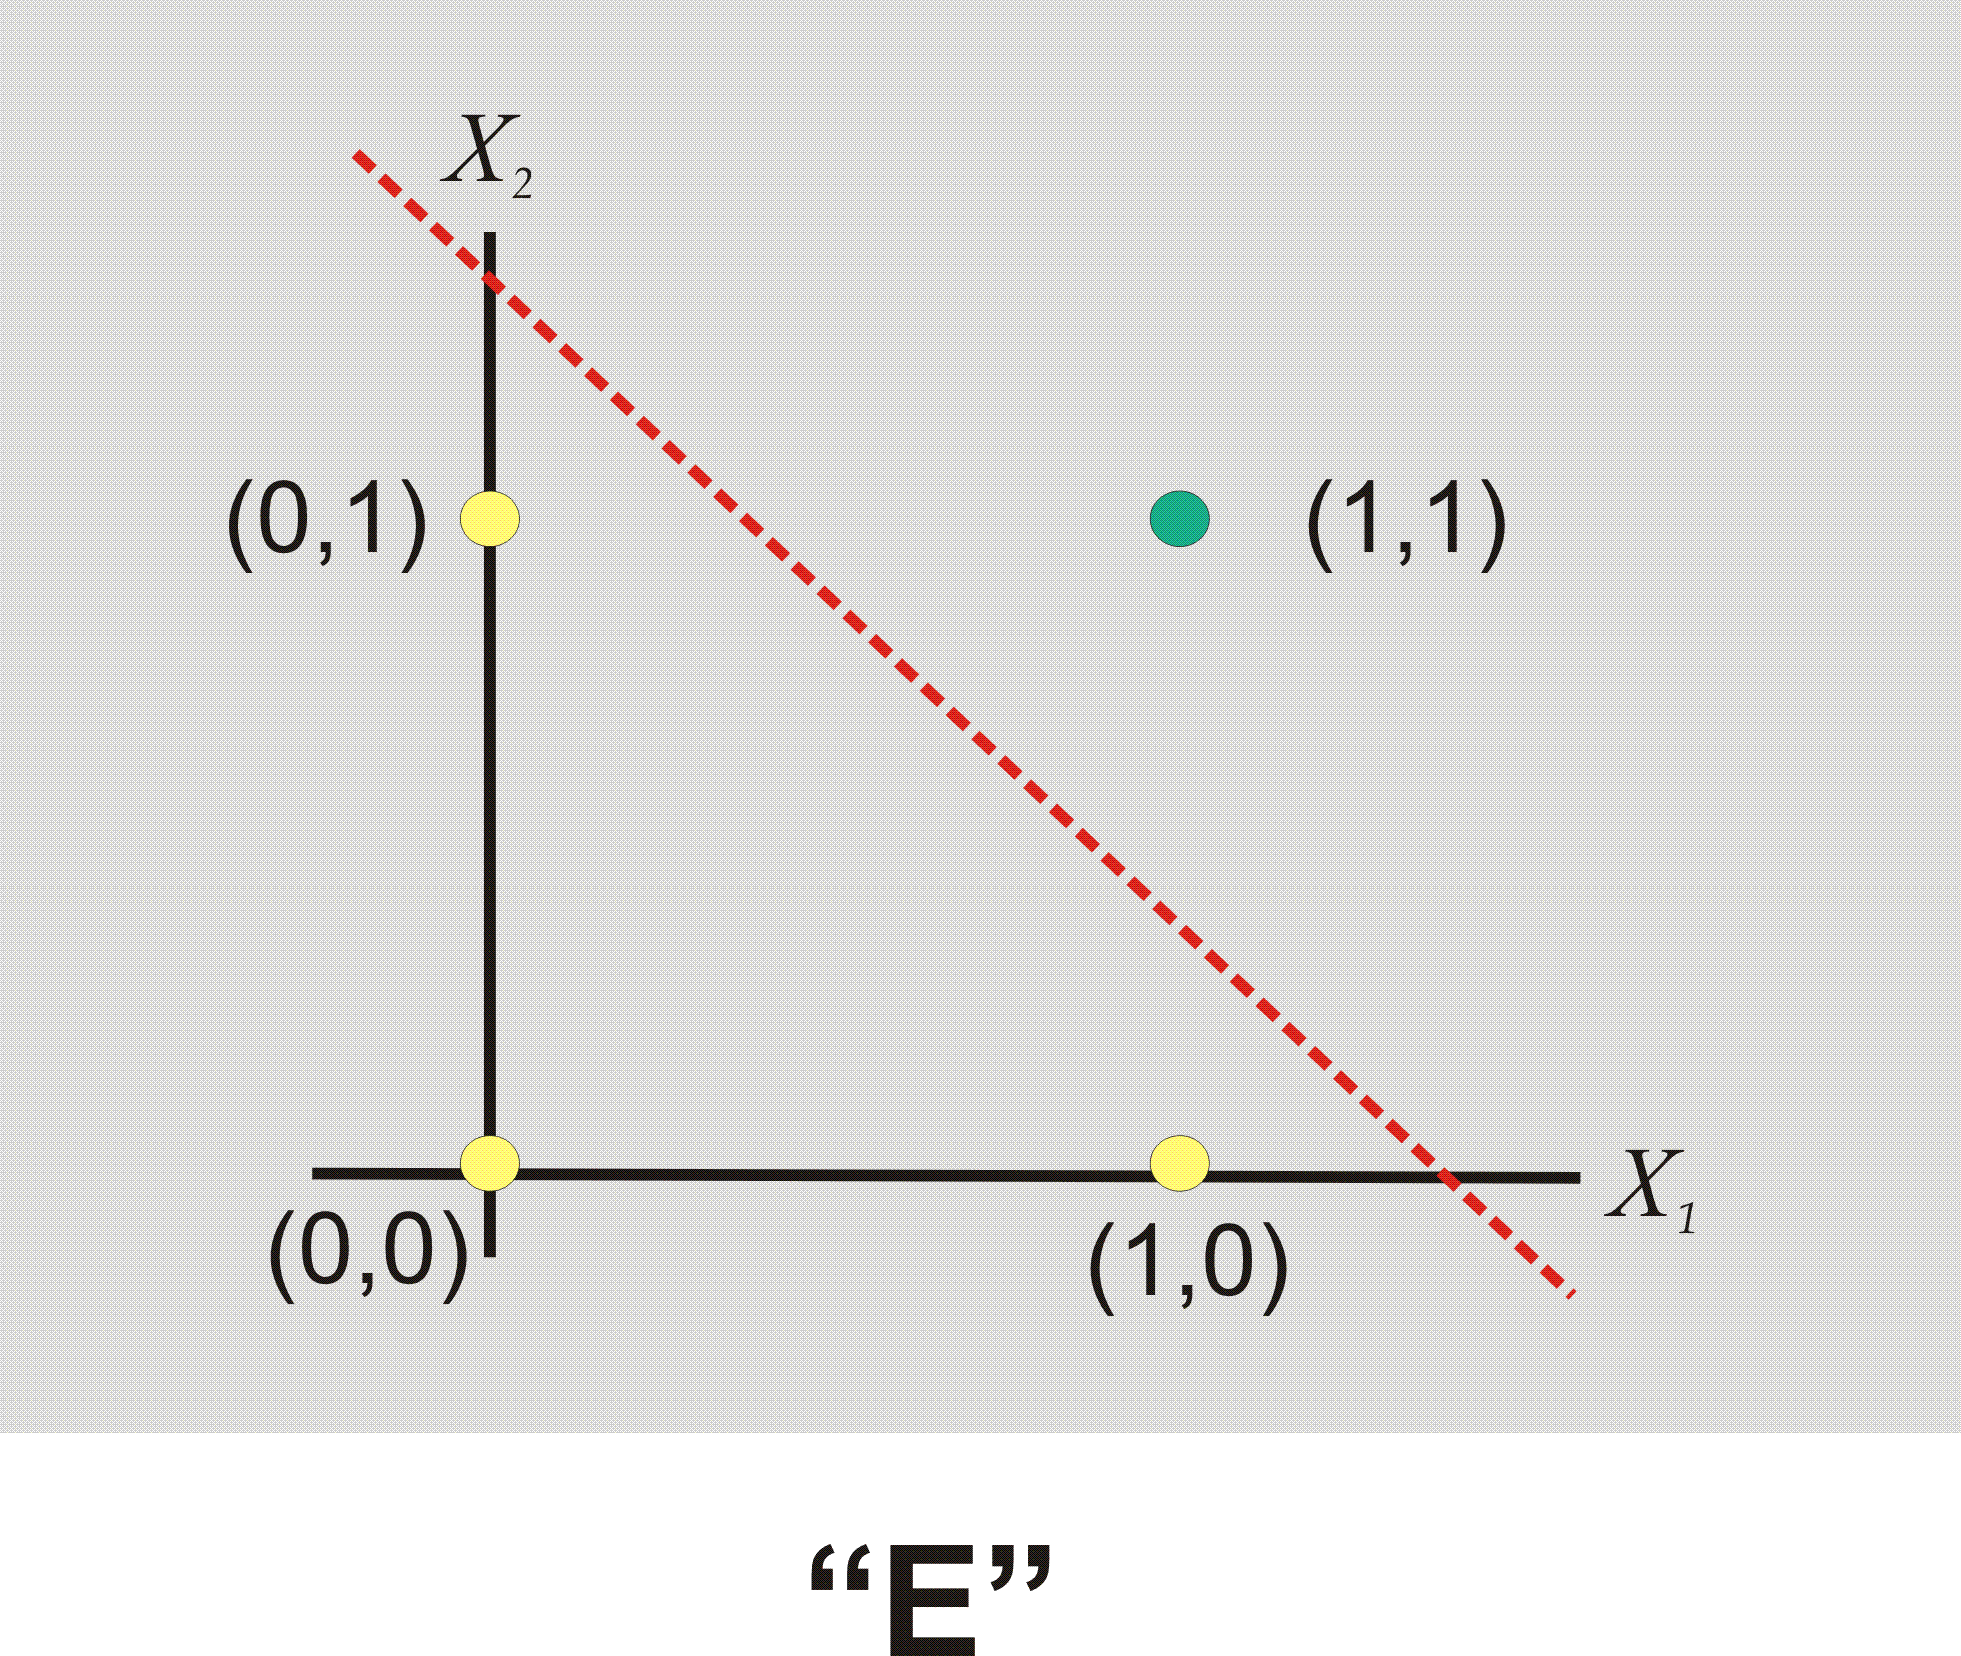 X₂
(0,1)
(1,1)
X₁
(0,0)
(1,0)
“E”